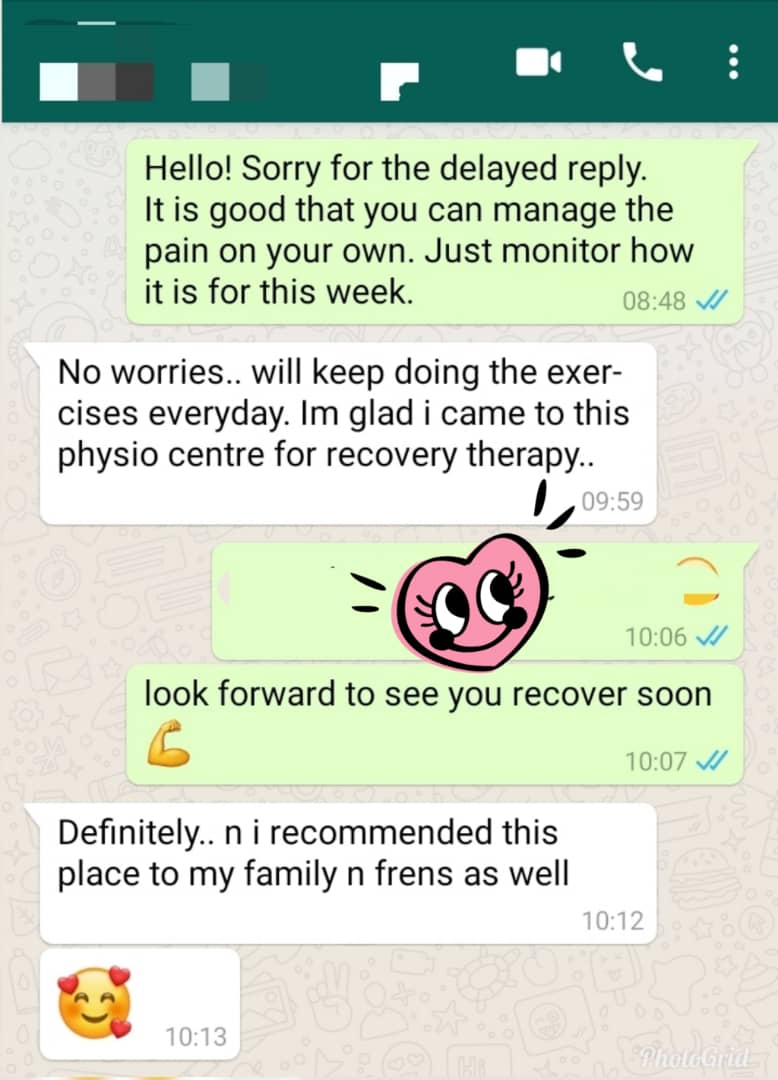 Hello! Sorry for the delayed reply.
It is good that you can manage the
pain on your own. Just monitor how
it is for this week.
08:48
No worries.. will keep doing the exer-
cises everyday. Im glad i came to this
physio centre for recovery therapy..
09:59
10:06
look forward to see you recover soon
💪
10:07
Definitely.. n i recommended this
place to my family n frens as well
10:12
🥰
10:13
PhotoGrid